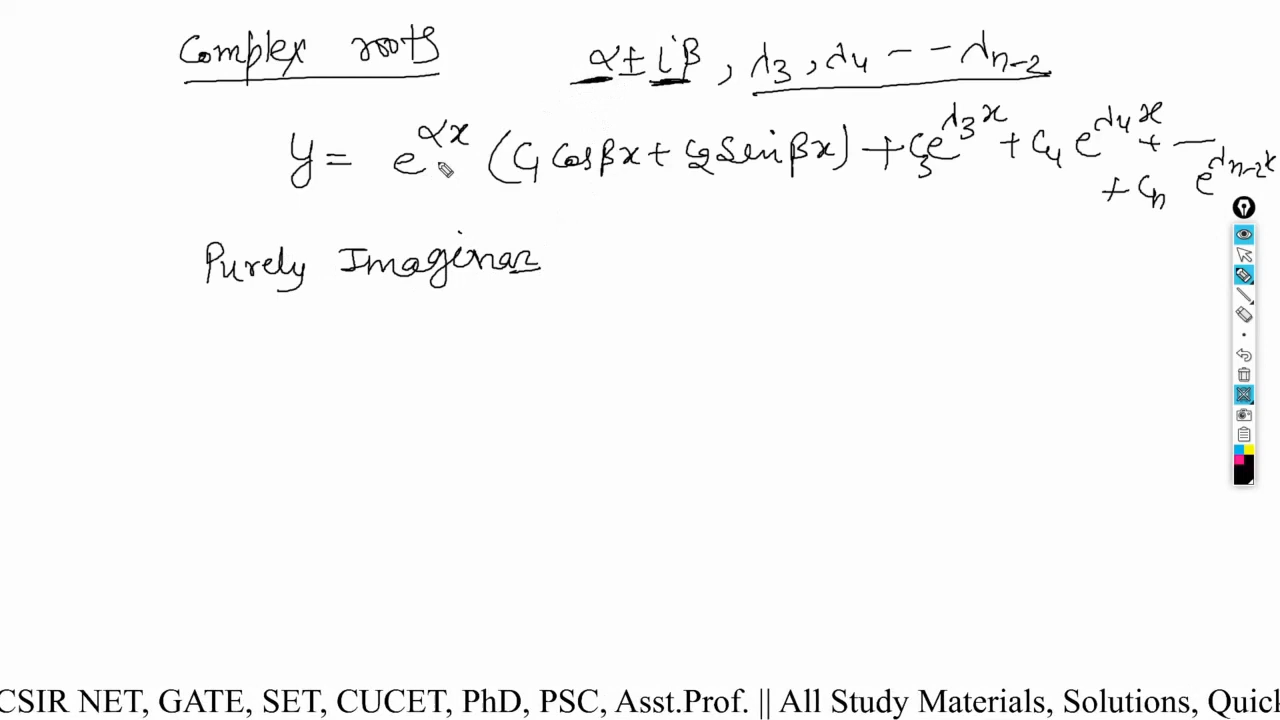 Complex roots α ± iβ, λ3, λ4 - - λn-2
y = e^αx (C1 Cosβx + C2 Sinβx) + C3 e^λ3x + C4 e^λ4x + —
+ Cn e^λn-2x
Purely Imaginar
CSIR NET, GATE, SET, CUCET, PhD, PSC, Asst.Prof. || All Study Materials, Solutions, Quick